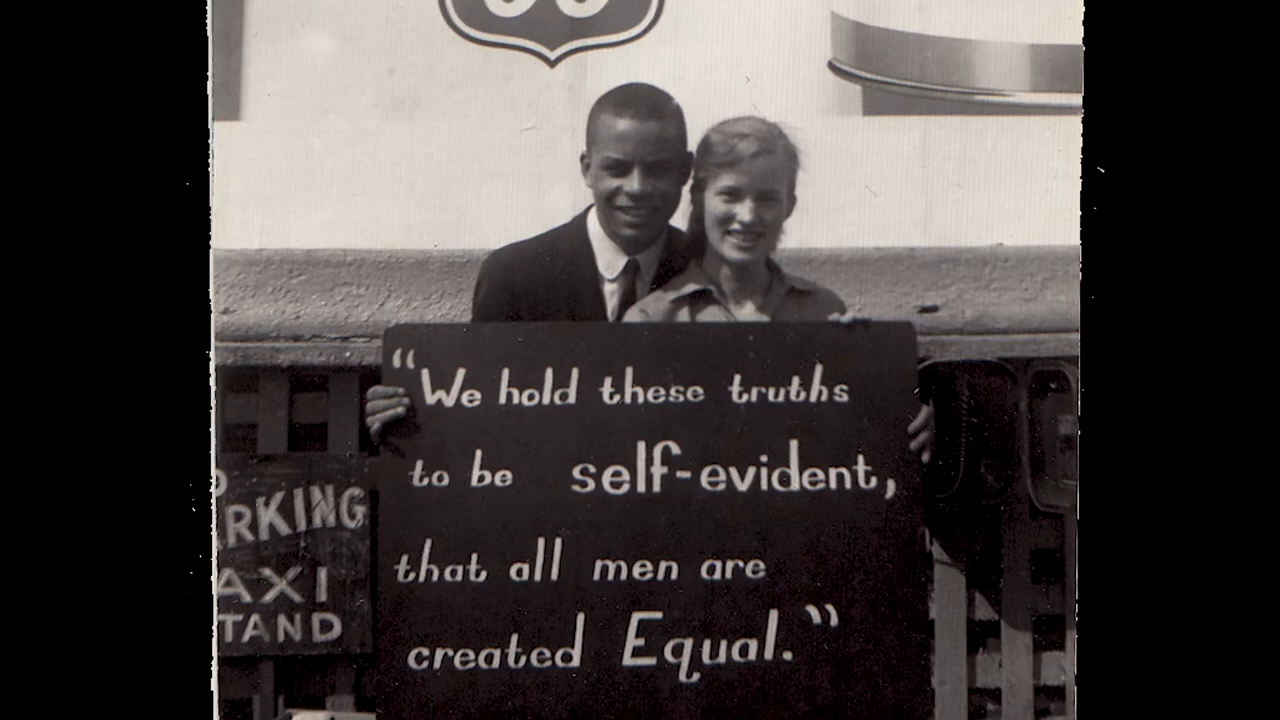 “We hold these truths
to be self-evident,
that all men are
created Equal.”
RKING
AXI
TAND